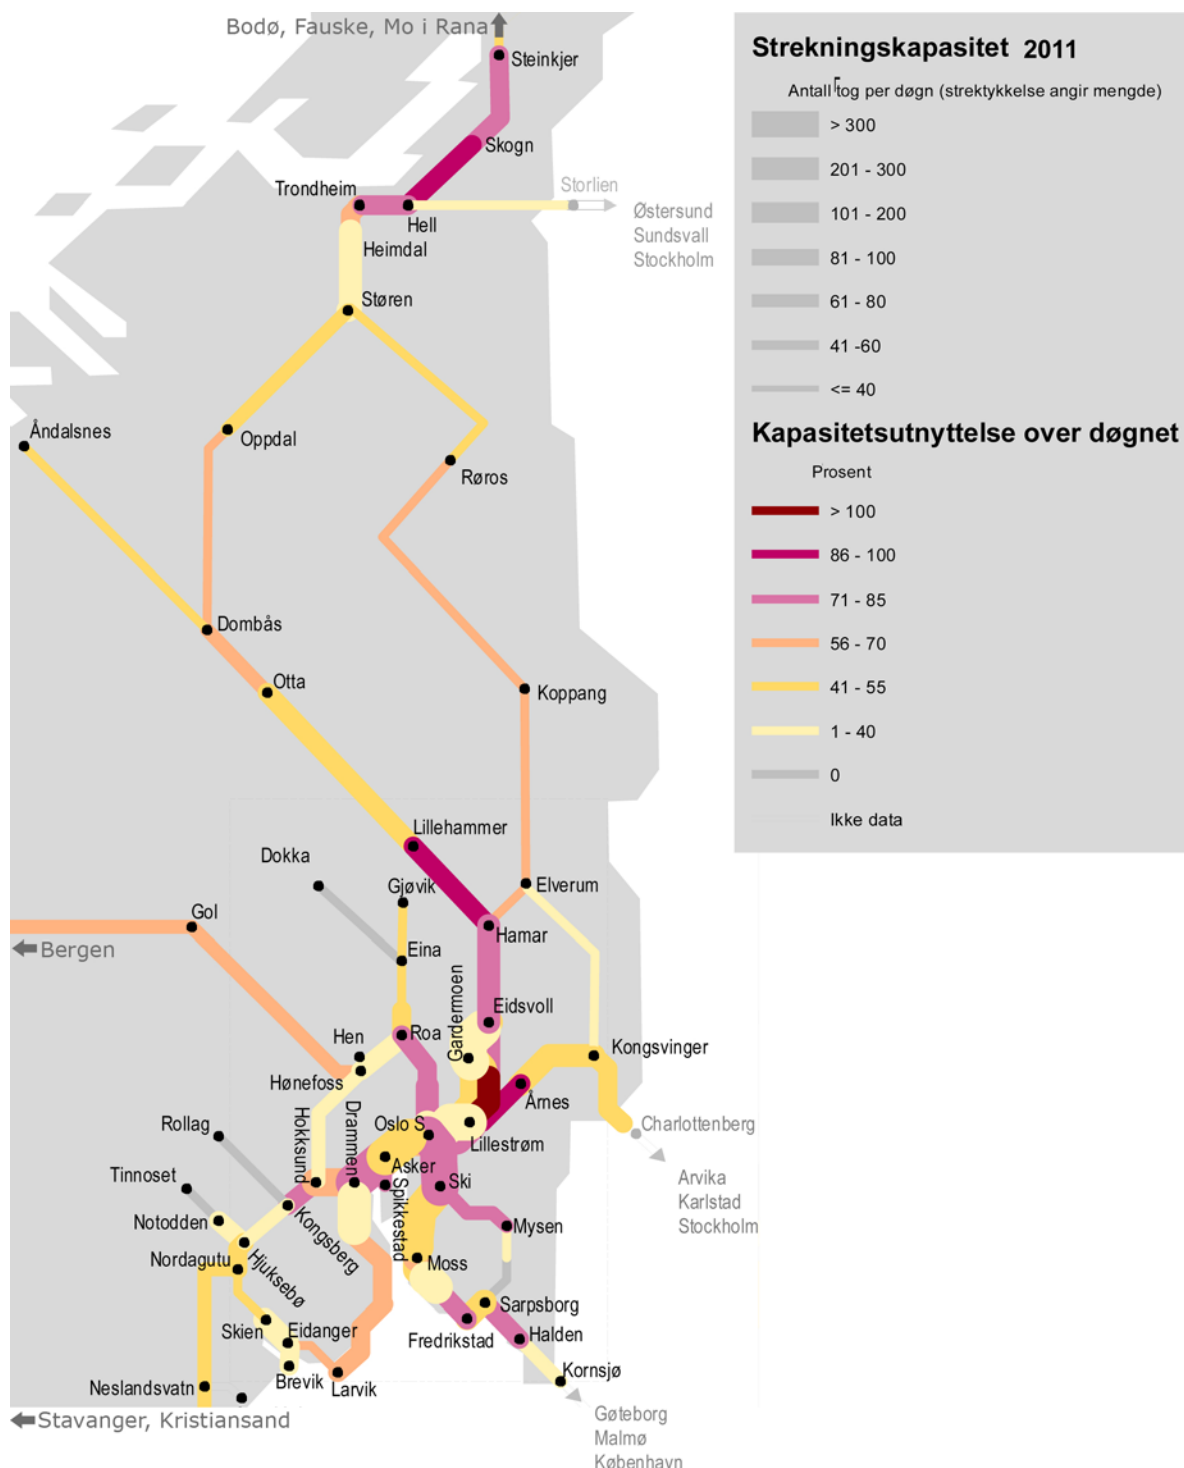 Bodø, Fauske, Mo i Rana
Steinkjer
Skogn
Trondheim
Storlien
Hell
Østersund
Sundsvall
Stockholm
Heimdal
Støren
Åndalsnes
Oppdal
Røros
Dombås
Otta
Koppang
Lillehammer
Dokka
Gjøvik
Elverum
Gol
Hamar
Bergen
Eina
Eidsvoll
Gardermoen
Roa
Hen
Kongsvinger
Hønefoss
Årnes
Rollag
Hokksund
Drammen
Oslo S
Lillestrøm
Charlottenberg
Asker
Tinnoset
Spikkestad
Ski
Arvika
Karlstad
Stockholm
Notodden
Kongsberg
Mysen
Nordagutu
Hjuksebø
Moss
Sarpsborg
Skien
Eidanger
Fredrikstad
Halden
Brevik
Larvik
Kornsjø
Neslandsvatn
Stavanger, Kristiansand
Gøteborg
Malmø
København
Strekningskapasitet 2011
Antall tog per døgn (strektykkelse angir mengde)
> 300
201 - 300
101 - 200
81 - 100
61 - 80
41 -60
<= 40
Kapasitetsutnyttelse over døgnet
Prosent
> 100
86 - 100
71 - 85
56 - 70
41 - 55
1 - 40
0
Ikke data